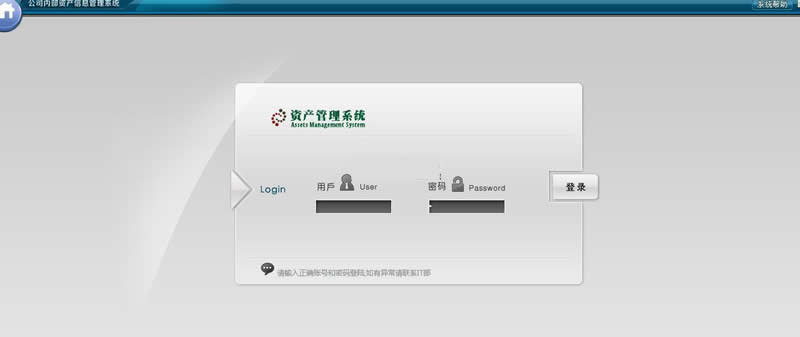 公司内部资产信息管理系统
系统帮助
资产管理系统
Assets Management System
Login
用戶 User
密码 Password
登录
请输入正确账号和密码登陆,如有异常请联系IT部